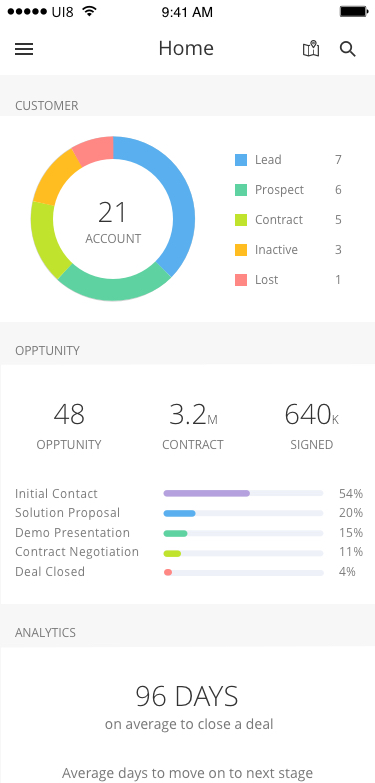 UI8 9:41 AM
Home
CUSTOMER
21
ACCOUNT
Lead 7
Prospect 6
Contract 5
Inactive 3
Lost 1
OPPTUNITY
48 3.2M 640K
OPPTUNITY CONTRACT SIGNED
Initial Contact 54%
Solution Proposal 20%
Demo Presentation 15%
Contract Negotiation 11%
Deal Closed 4%
ANALYTICS
96 DAYS
on average to close a deal
Average days to move on to next stage